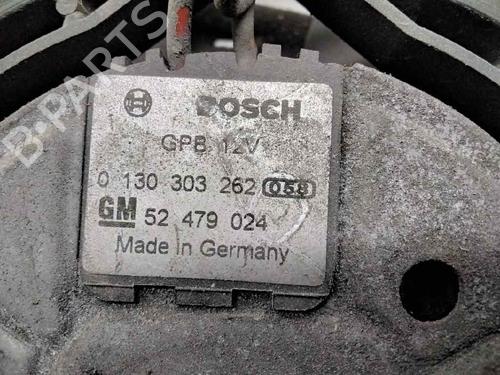 BOSCH
GPB 12V
0 130 303 262 058
GM 52 479 024
Made in Germany
B-PARTS